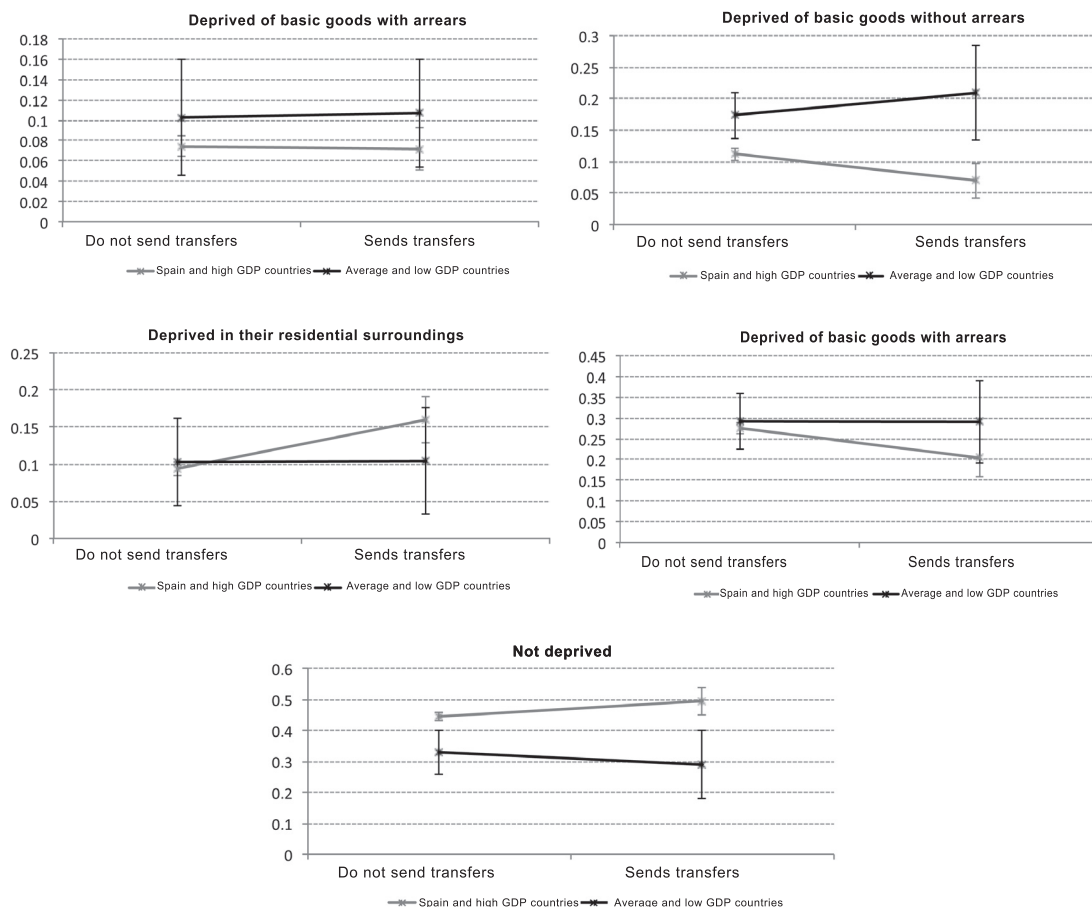 Deprived of basic goods with arrears
0.18
0.16
0.14
0.12
0.1
0.08
0.06
0.04
0.02
0
Do not send transfers Sends transfers
Spain and high GDP countries Average and low GDP countries
Deprived of basic goods without arrears
0.3
0.25
0.2
0.15
0.1
0.05
0
Do not send transfers Sends transfers
Spain and high GDP countries Average and low GDP countries
Deprived in their residential surroundings
0.25
0.2
0.15
0.1
0.05
0
Do not send transfers Sends transfers
Spain and high GDP countries Average and low GDP countries
Deprived of basic goods with arrears
0.45
0.4
0.35
0.3
0.25
0.2
0.15
0.1
0.05
0
Do not send transfers Sends transfers
Spain and high GDP countries Average and low GDP countries
Not deprived
0.6
0.5
0.4
0.3
0.2
0.1
0
Do not send transfers Sends transfers
Spain and high GDP countries Average and low GDP countries